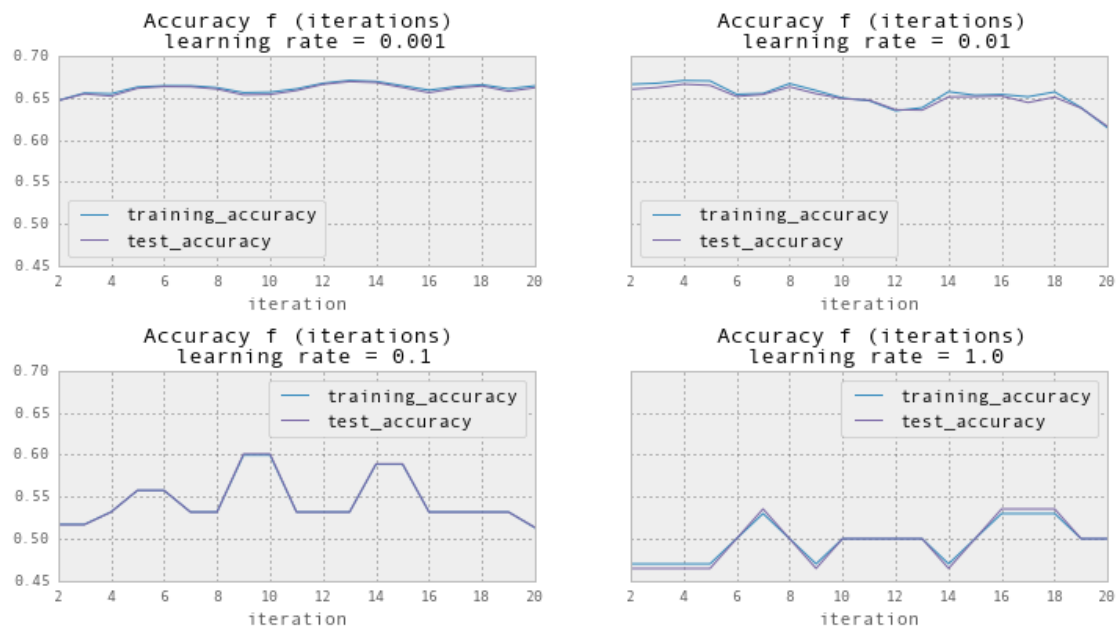 Accuracy f (iterations)
learning rate = 0.001
0.70
0.65
0.60
0.55
0.50
0.45
training_accuracy
test_accuracy
2 4 6 8 10 12 14 16 18 20
iteration
Accuracy f (iterations)
learning rate = 0.01
training_accuracy
test_accuracy
2 4 6 8 10 12 14 16 18 20
iteration
Accuracy f (iterations)
learning rate = 0.1
0.70
0.65
0.60
0.55
0.50
0.45
training_accuracy
test_accuracy
2 4 6 8 10 12 14 16 18 20
iteration
Accuracy f (iterations)
learning rate = 1.0
training_accuracy
test_accuracy
2 4 6 8 10 12 14 16 18 20
iteration